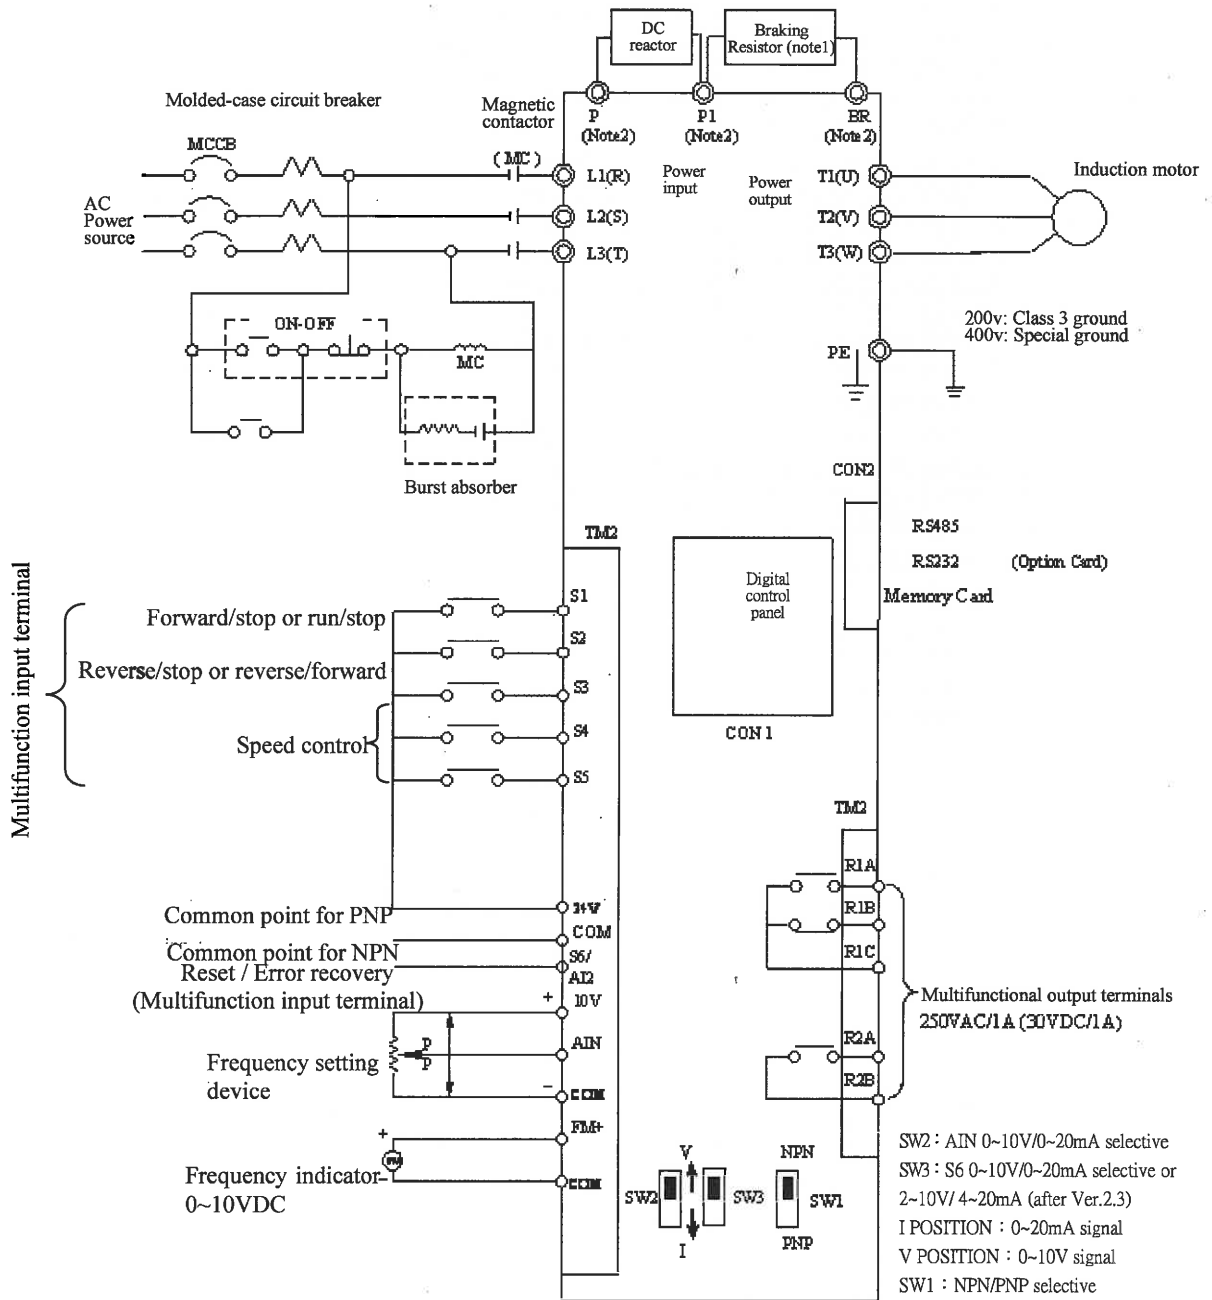 DC
reactor
Braking
Resistor (note1)
Molded-case circuit breaker
Magnetic
contactor
P
(Note2)
P1
(Note2)
BR
(Note2)
MCCB
(MC)
L1(R)
Power
input
Power
output
T1(U)
Induction motor
AC
Power
source
L2(S)
T2(V)
L3(T)
T3(W)
ON-OFF
MC
200v: Class 3 ground
400v: Special ground
PE
Burst absorber
CON2
TM2
RS485
RS232
(Option Card)
Memory Card
Digital
control
panel
CON1
Multifunction input terminal
S1
Forward/stop or run/stop
S2
Reverse/stop or reverse/forward
S3
S4
Speed control
S5
TM2
R1A
R1B
R1C
Common point for PNP
COM
Common point for NPN
S6/
Reset / Error recovery
AI2
(Multifunction input terminal)
+
10V
Multifunctional output terminals
250VAC/1A (30VDC/1A)
P
P
AIN
R2A
Frequency setting
device
–
COM
R2B
FM+
+
Frequency indicator
–
0~10VDC
COM
V
NPN
SW2
SW3
SW1
I
PNP
SW2 : AIN 0~10V/0~20mA selective
SW3 : S6 0~10V/0~20mA selective or
2~10V/ 4~20mA (after Ver.2.3)
I POSITION : 0~20mA signal
V POSITION : 0~10V signal
SW1 : NPN/PNP selective